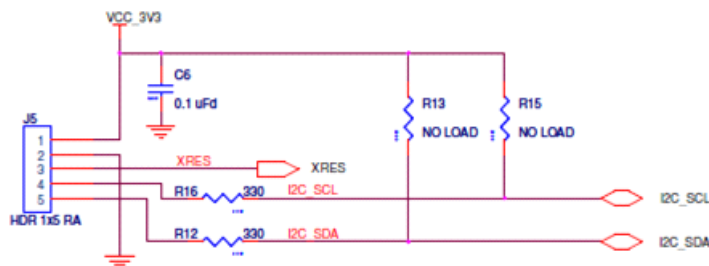 VCC_3V3
C6
0.1 uFd
R13
NO LOAD
R15
NO LOAD
J5
1
2
3
4
5
HDR 1x5 RA
XRES
XRES
R16
330
I2C_SCL
I2C_SCL
R12
330
I2C_SDA
I2C_SDA